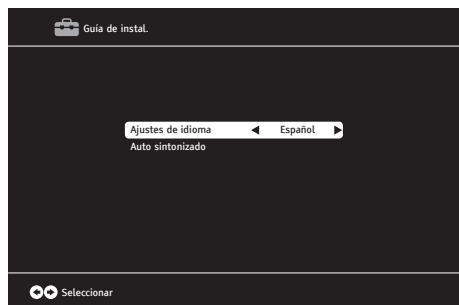 Guía de instal.
Ajustes de idioma Español
Auto sintonizado
Seleccionar